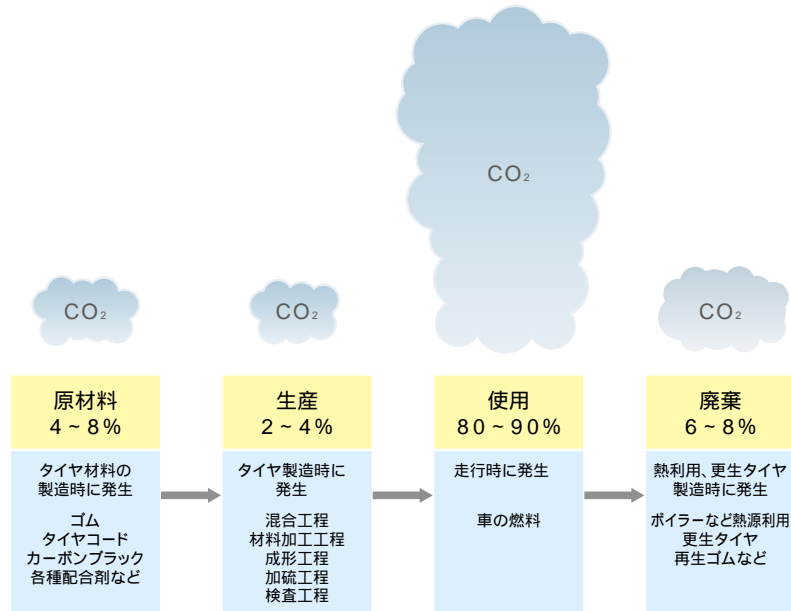 CO₂
CO₂
CO₂
CO₂
原材料
4~8%
タイヤ材料の
製造時に発生
ゴム
タイヤコード
カーボンブラック
各種配合剤など
生産
2~4%
タイヤ製造時に
発生
混合工程
材料加工工程
成形工程
加硫工程
検査工程
使用
80~90%
走行時に発生
車の燃料
廃棄
6~8%
熱利用、更生タイヤ
製造時に発生
ボイラーなど熱源利用
更生タイヤ
再生ゴムなど